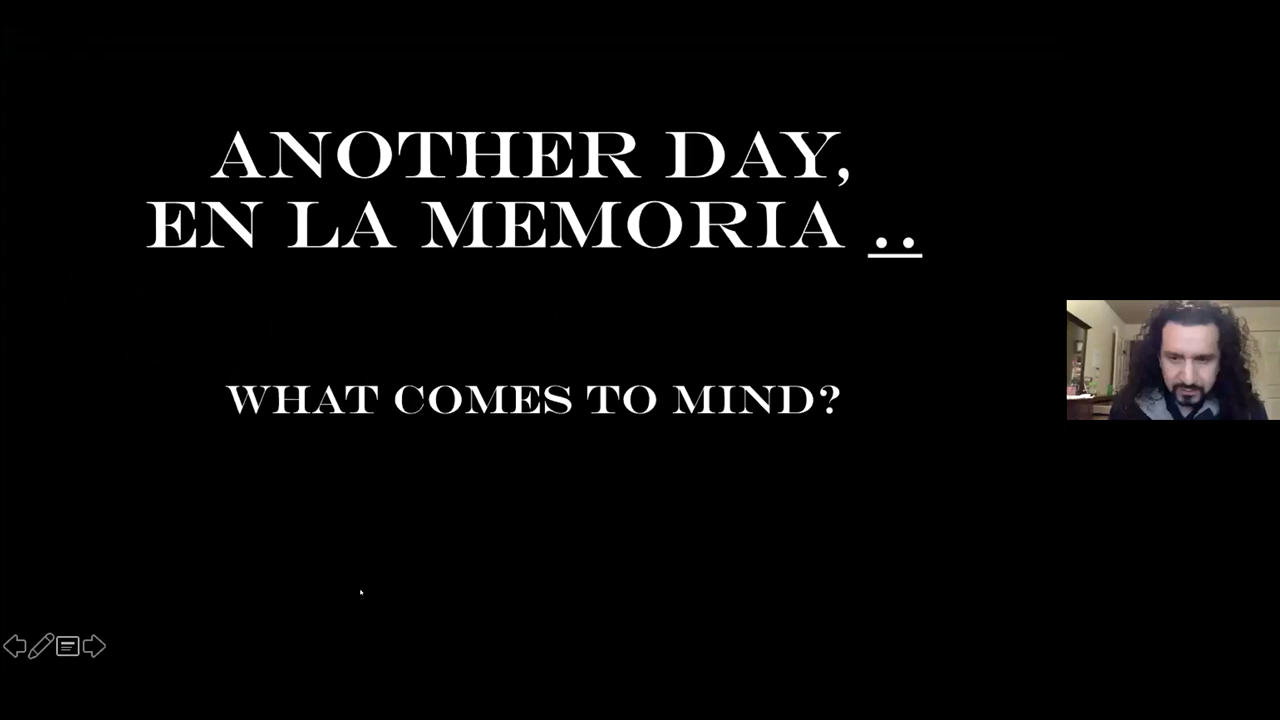 ANOTHER DAY,
EN LA MEMORIA ..
WHAT COMES TO MIND?